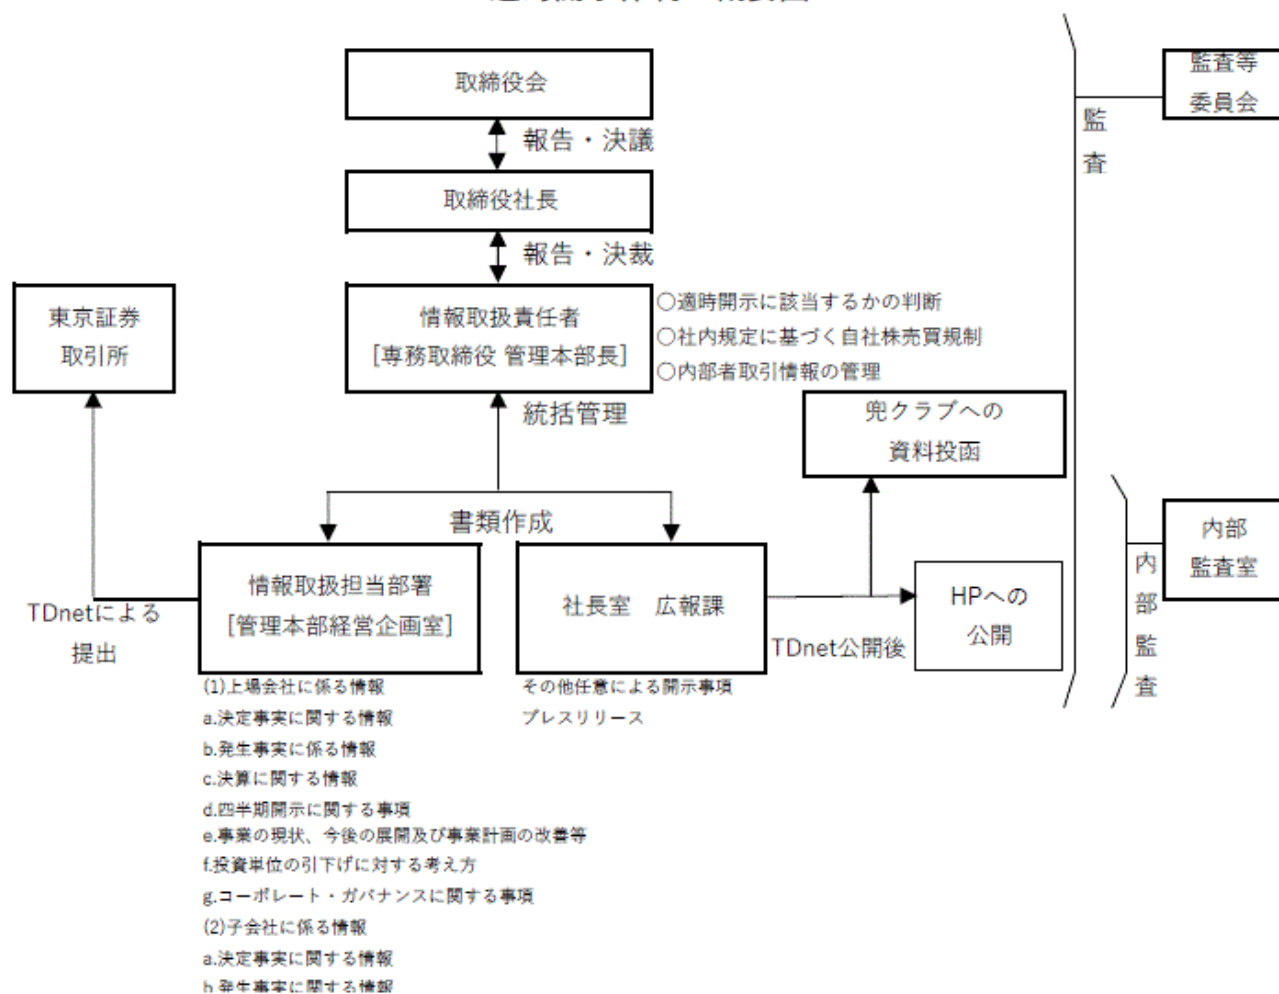 取締役会
報告・決議
取締役社長
報告・決裁
監査等
委員会
監
査
東京証券
取引所
情報取扱責任者
[専務取締役 管理本部長]
○適時開示に該当するかの判断
○社内規定に基づく自社株売買規制
○内部者取引情報の管理
統括管理
兜クラブへの
資料投函
書類作成
情報取扱担当部署
[管理本部経営企画室]
社長室　広報課
HPへの
公開
内部
監査室
内
部
監
査
TDnetによる
提出
TDnet公開後
(1)上場会社に係る情報
a.決定事実に関する情報
b.発生事実に係る情報
c.決算に関する情報
d.四半期開示に関する事項
e.事業の現状、今後の展開及び事業計画の改善等
f.投資単位の引下げに対する考え方
g.コーポレート・ガバナンスに関する事項
(2)子会社に係る情報
a.決定事実に関する情報
b.発生事実に関する情報
その他任意による開示事項
プレスリリース